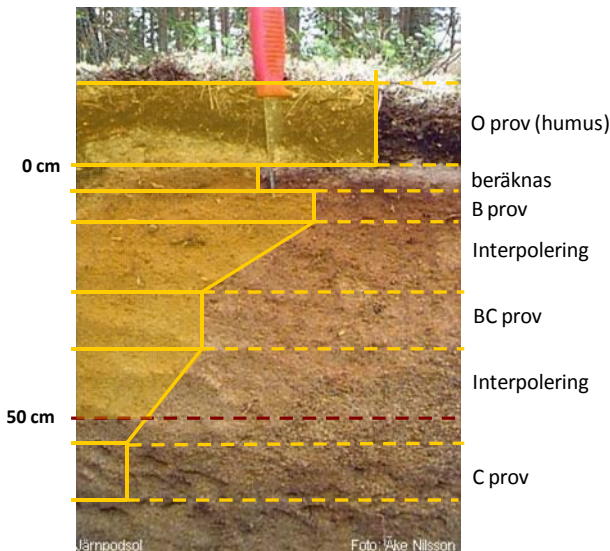 O prov (humus)
0 cm
beräknas
B prov
Interpolering
BC prov
Interpolering
50 cm
C prov
Järnpodsol
Foto: Åke Nilsson